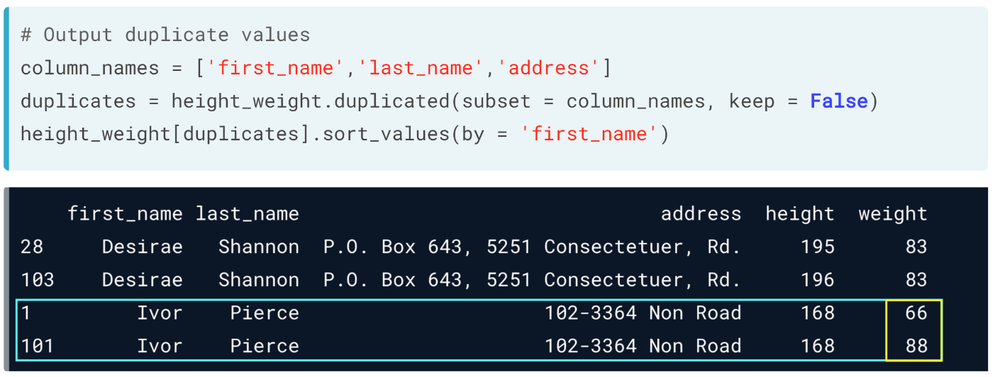 # Output duplicate values
column_names = ['first_name','last_name','address']
duplicates = height_weight.duplicated(subset = column_names, keep = False)
height_weight[duplicates].sort_values(by = 'first_name')
first_name last_name address height weight
28 Desirae Shannon P.O. Box 643, 5251 Consectetuer, Rd. 195 83
103 Desirae Shannon P.O. Box 643, 5251 Consectetuer, Rd. 196 83
1 Ivor Pierce 102-3364 Non Road 168 66
101 Ivor Pierce 102-3364 Non Road 168 88